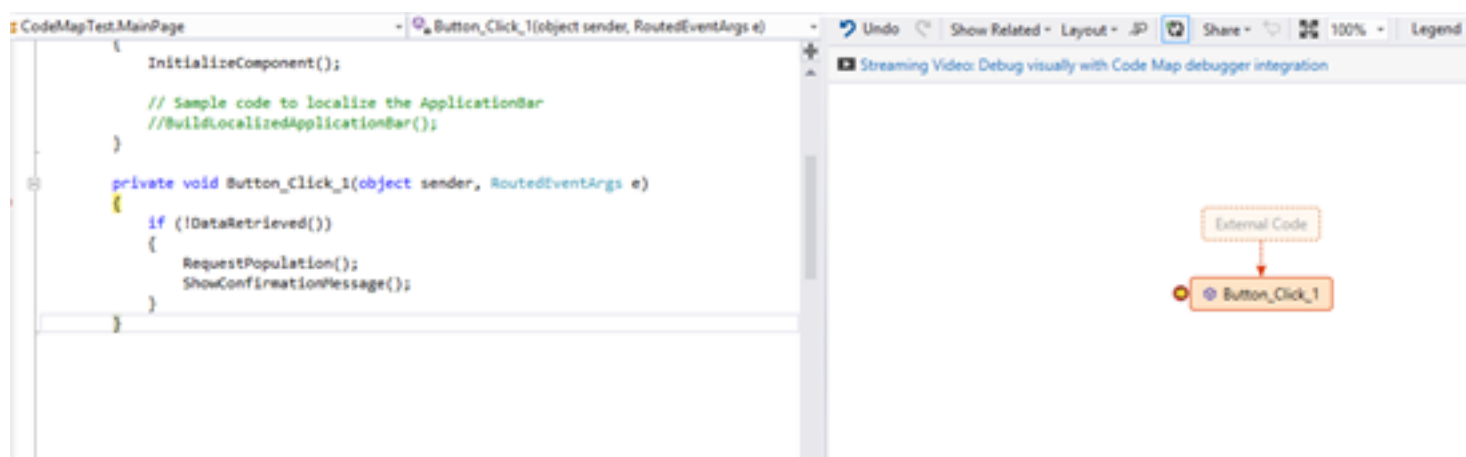 CodeMapTest.MainPage
Button_Click_1(object sender, RoutedEventArgs e)
Undo Show Related Layout Share 100% Legend
Streaming Video: Debug visually with Code Map debugger integration
{
InitializeComponent();
// Sample code to localize the ApplicationBar
//BuildLocalizedApplicationBar();
}
private void Button_Click_1(object sender, RoutedEventArgs e)
{
if (!DataRetrieved())
{
RequestPopulation();
ShowConfirmationMessage();
}
}
External Code
Button_Click_1